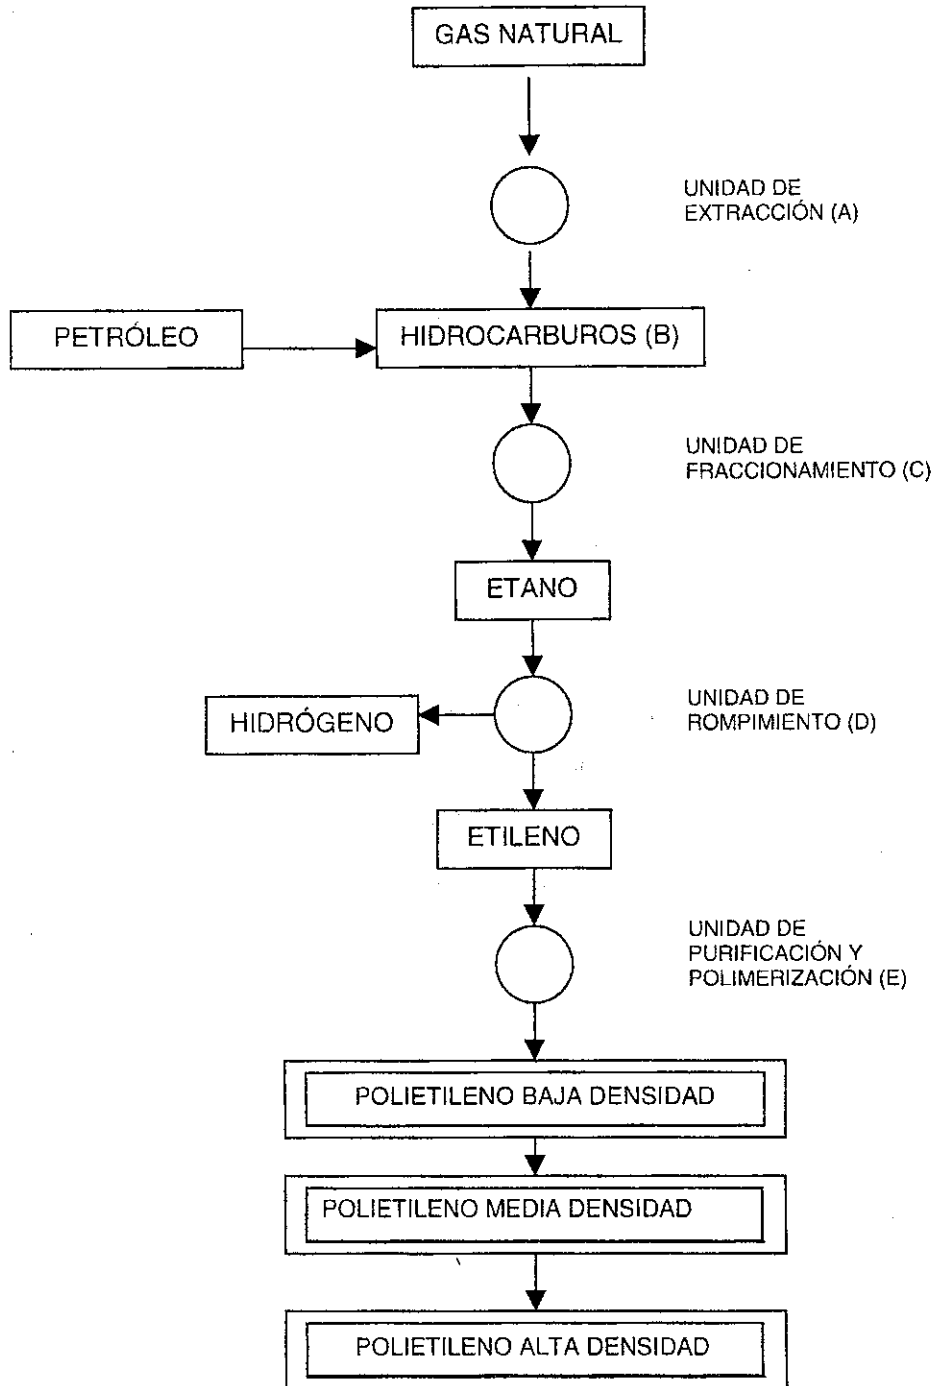 GAS NATURAL
UNIDAD DE
EXTRACCIÓN (A)
PETRÓLEO
HIDROCARBUROS (B)
UNIDAD DE
FRACCIONAMIENTO (C)
ETANO
HIDRÓGENO
UNIDAD DE
ROMPIMIENTO (D)
ETILENO
UNIDAD DE
PURIFICACIÓN Y
POLIMERIZACIÓN (E)
POLIETILENO BAJA DENSIDAD
POLIETILENO MEDIA DENSIDAD
POLIETILENO ALTA DENSIDAD